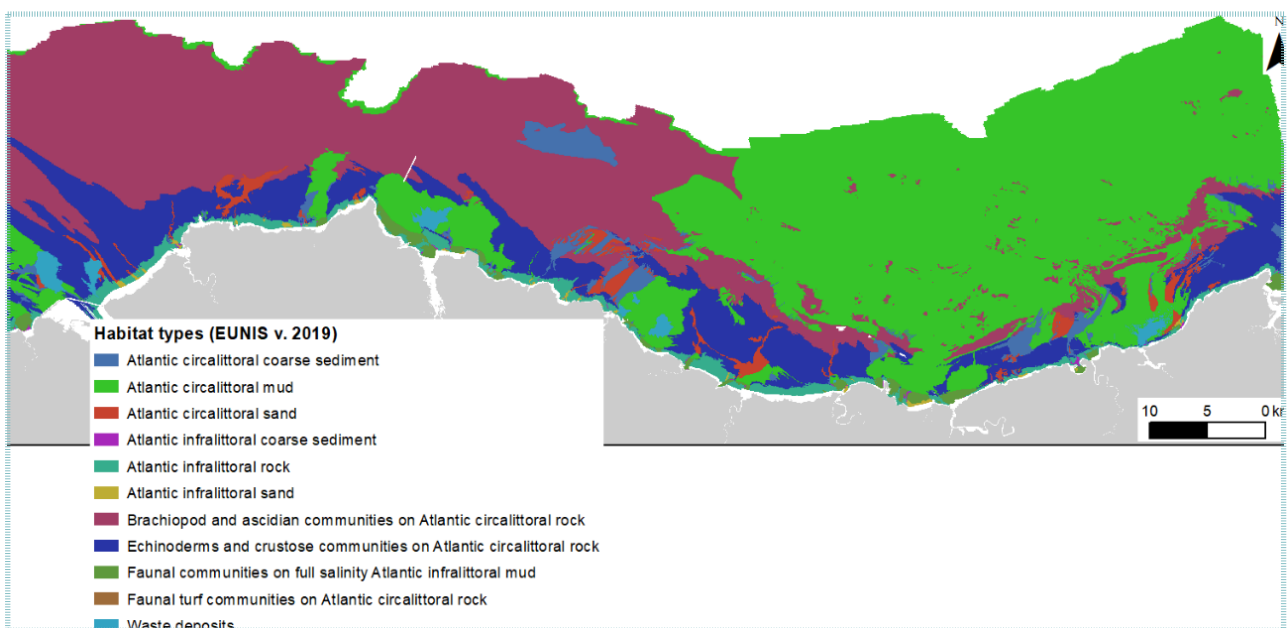 N
Habitat types (EUNIS v. 2019)
Atlantic circalittoral coarse sediment
Atlantic circalittoral mud
Atlantic circalittoral sand
Atlantic infralittoral coarse sediment
Atlantic infralittoral rock
Atlantic infralittoral sand
Brachiopod and ascidian communities on Atlantic circalittoral rock
Echinoderms and crustose communities on Atlantic circalittoral rock
Faunal communities on full salinity Atlantic infralittoral mud
Faunal turf communities on Atlantic circalittoral rock
Waste deposits
10 5 0